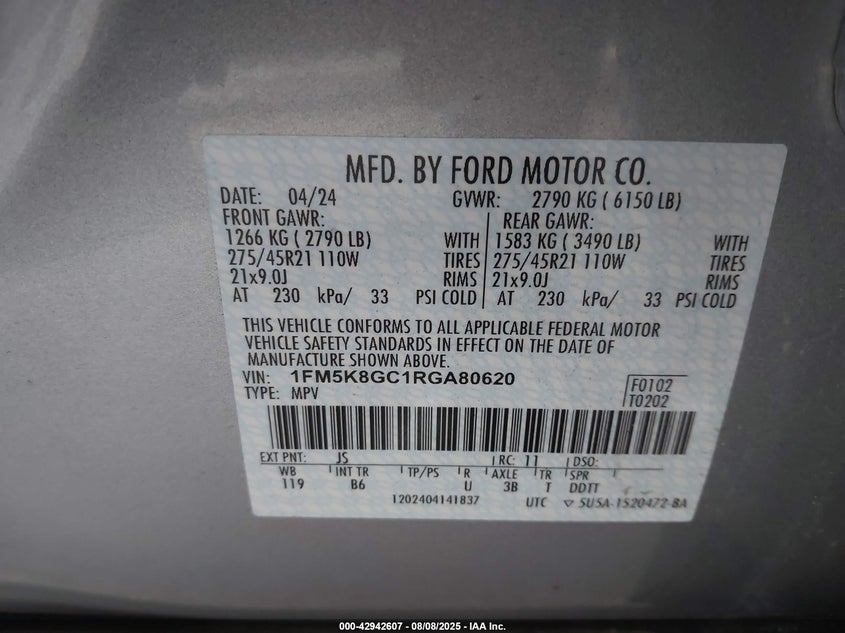 MFD. BY FORD MOTOR CO.
DATE: 04/24 GVWR: 2790 KG ( 6150 LB)
FRONT GAWR: REAR GAWR:
1266 KG ( 2790 LB) WITH 1583 KG ( 3490 LB) WITH
275/45R21 110W TIRES 275/45R21 110W TIRES
21x9.0J RIMS 21x9.0J RIMS
AT 230 kPa/ 33 PSI COLD AT 230 kPa/ 33 PSI COLD
THIS VEHICLE CONFORMS TO ALL APPLICABLE FEDERAL MOTOR
VEHICLE SAFETY STANDARDS IN EFFECT ON THE DATE OF
MANUFACTURE SHOWN ABOVE.
VIN: 1FM5K8GC1RGA80620
TYPE: MPV
F0102
T0202
EXT PNT: JS RC: 11 DSO:
WB INT TR TP/PS R AXLE TR SPR
119 B6 U 3B T DDTT
1202404141837 UTC ▽ 5U5A-1520472-BA
000-42942607 - 08/08/2025 - IAA Inc.